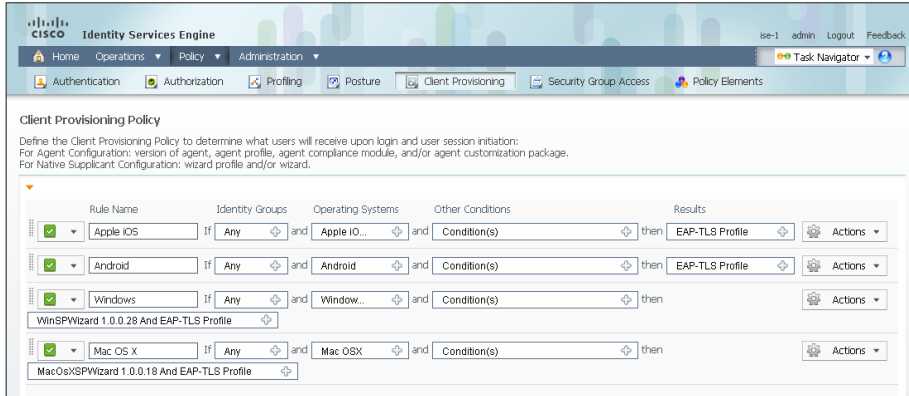 CISCO Identity Services Engine
ise-1 admin Logout Feedback
Home Operations Policy Administration
Task Navigator
Authentication Authorization Profiling Posture Client Provisioning Security Group Access Policy Elements
Client Provisioning Policy
Define the Client Provisioning Policy to determine what users will receive upon login and user session initiation:
For Agent Configuration: version of agent, agent profile, agent compliance module, and/or agent customization package.
For Native Supplicant Configuration: wizard profile and/or wizard.
Rule Name Identity Groups Operating Systems Other Conditions Results
Apple iOS If Any and Apple iO... and Condition(s) then EAP-TLS Profile Actions
Android If Any and Android and Condition(s) then EAP-TLS Profile Actions
Windows If Any and Window... and Condition(s) then Actions
WinSPWizard 1.0.0.28 And EAP-TLS Profile
Mac OS X If Any and Mac OSX and Condition(s) then Actions
MacOsXSPWizard 1.0.0.18 And EAP-TLS Profile